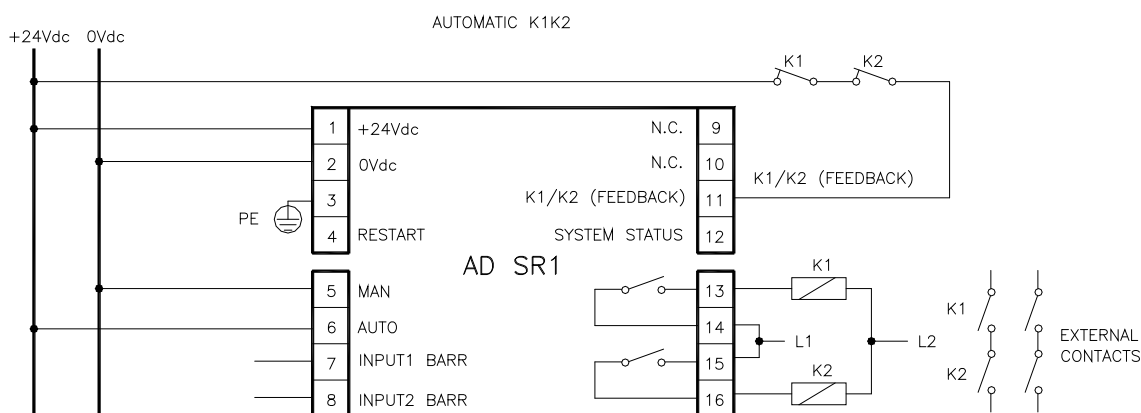 AUTOMATIC K1K2
+24Vdc 0Vdc
K1 K2
1 +24Vdc N.C. 9
2 0Vdc N.C. 10
K1/K2 (FEEDBACK)
3 K1/K2 (FEEDBACK) 11
PE
4 RESTART SYSTEM STATUS 12
AD SR1
K1
5 MAN 13
K1
6 AUTO 14
L1 L2
EXTERNAL
CONTACTS
7 INPUT1 BARR 15
K2 K2
8 INPUT2 BARR 16